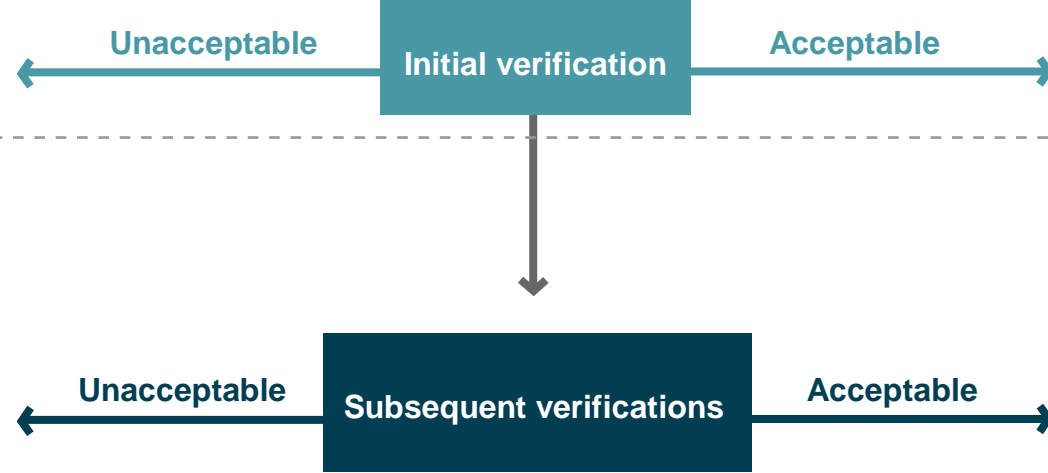 Unacceptable
Initial verification
Acceptable
Unacceptable
Subsequent verifications
Acceptable